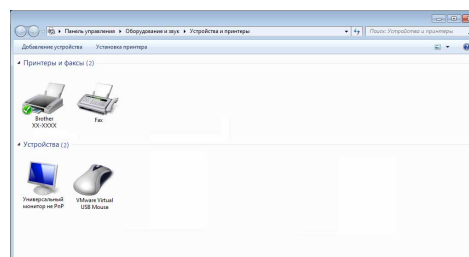 Панель управления ▸ Оборудование и звук ▸ Устройства и принтеры
Поиск: Устройства и принтеры
Добавление устройства Установка принтера
Принтеры и факсы (2)
Brother
XX-XXXX
Fax
Устройства (2)
Универсальный
монитор не PnP
VMware Virtual
USB Mouse